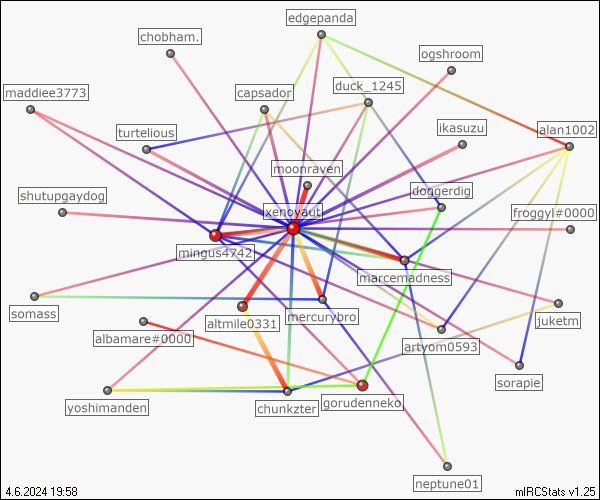 edgepanda
chobham.
ogshroom
maddiee3773
capsador
duck_1245
turtelious
ikasuzu
alan1002
moonraven
shutupgaydog
doggerdig
xenoyaut
froggyl#0000
mingus4742
marcemadness
somass
altmile0331
mercurybro
juketm
albamare#0000
artyom0593
sorapie
yoshimanden
chunkzter
gorudenneko.
neptune01
4.6.2024 19:58
mIRCStats v1.25